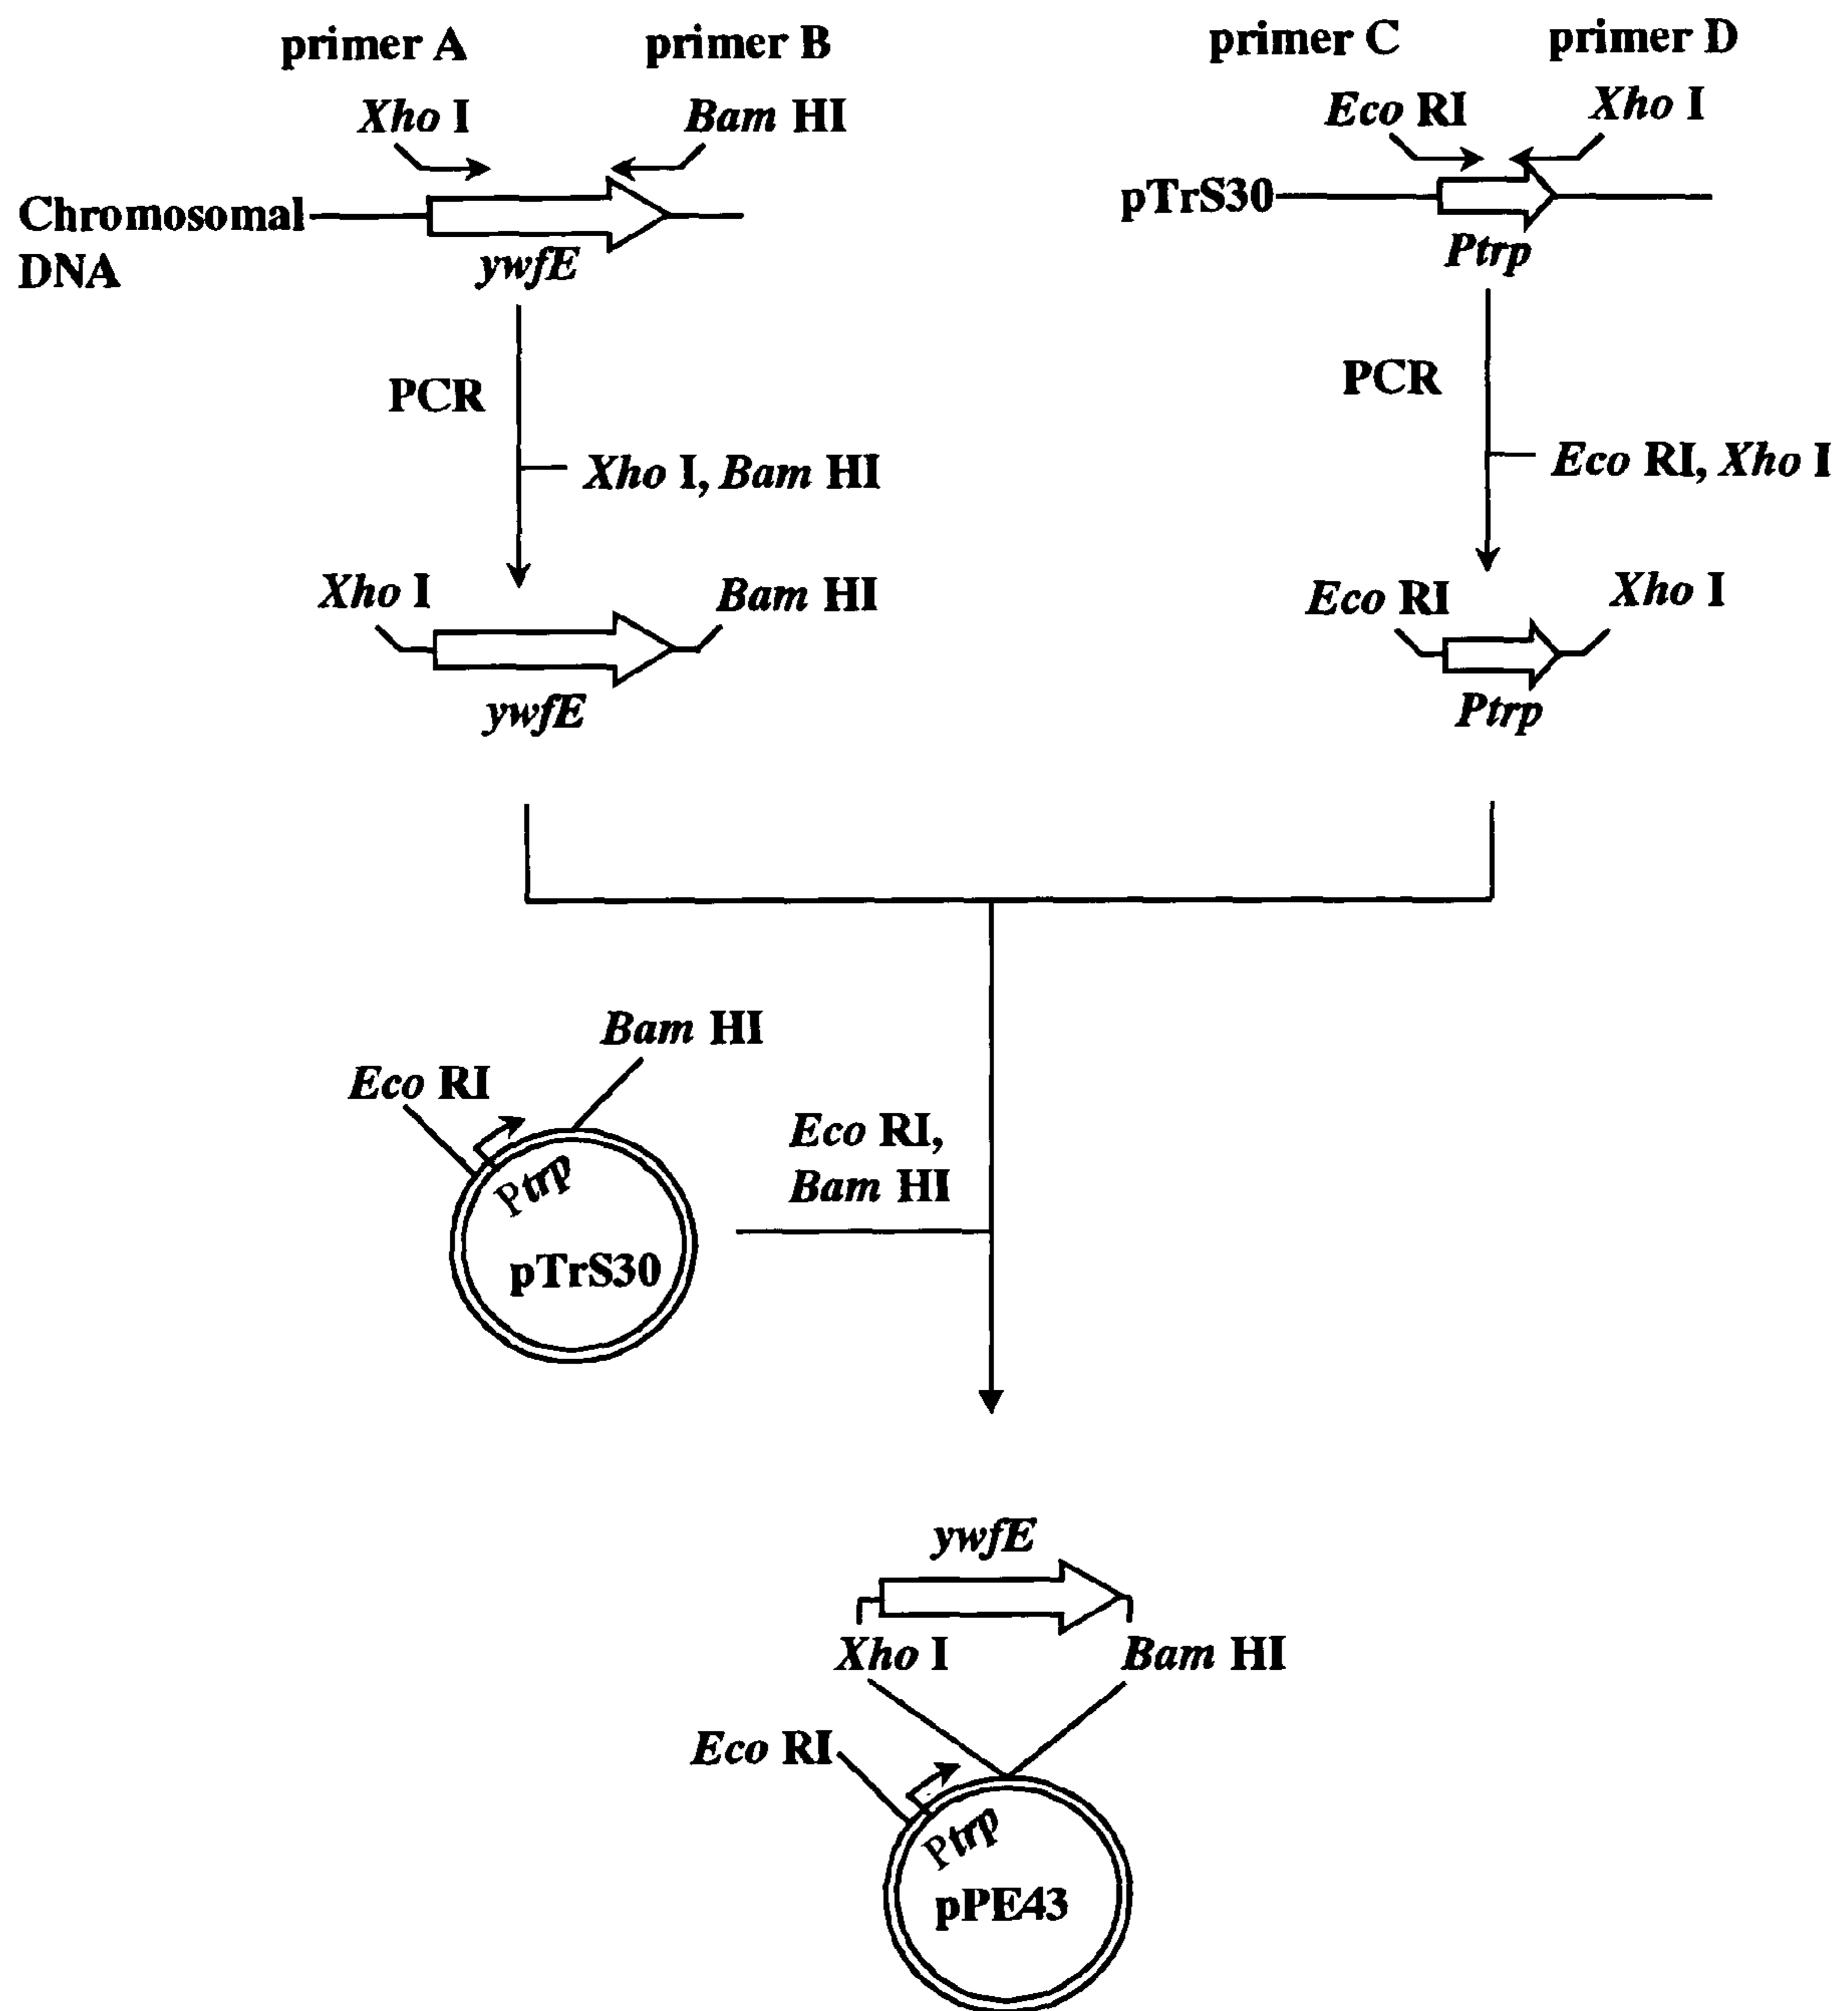 primer A
primer B
primer C
primer D
Xho I
Bam HI
Eco RI
Xho I
Chromosomal
DNA
ywfE
pTrS30
Ptrp
PCR
Xho I, Bam HI
PCR
Eco RI, Xho I
Xho I
Bam HI
ywfE
Eco RI
Xho I
Ptrp
Bam HI
Eco RI
Ptrp
pTrS30
Eco RI,
Bam HI
ywfE
Xho I
Bam HI
Eco RI
Ptrp
pPE43